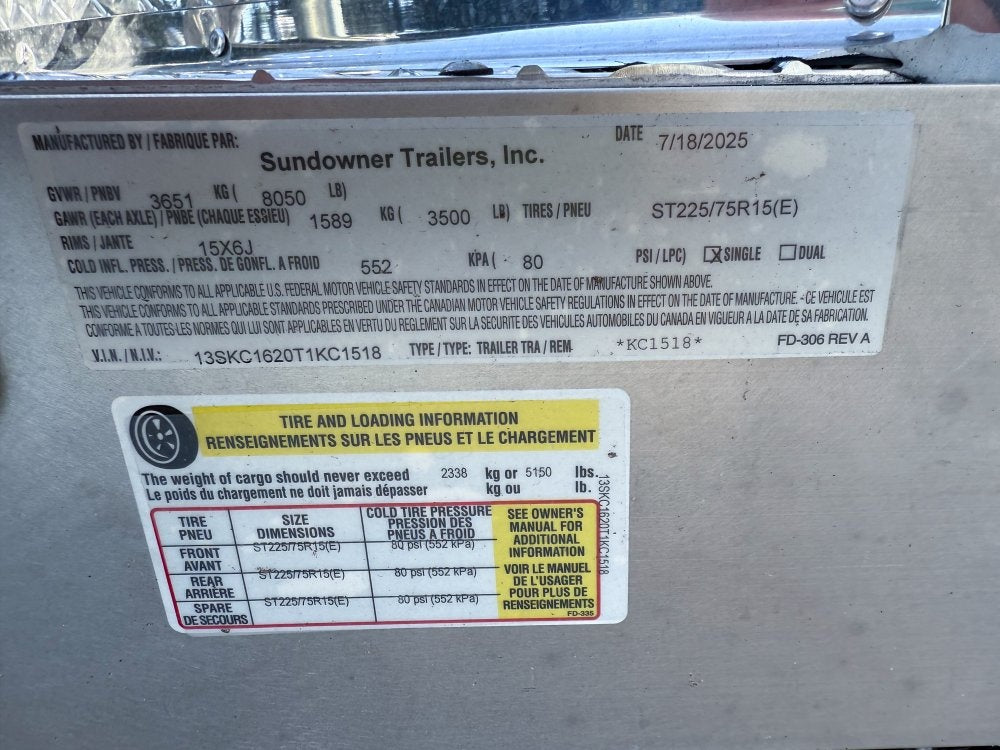 MANUFACTURED BY / FABRIQUE PAR: Sundowner Trailers, Inc. DATE 7/18/2025
GVWR / PNBV 3651 KG ( 8050 LB)
GAWR (EACH AXLE) / PNBE (CHAQUE ESSIEU) 1589 KG ( 3500 LB) TIRES / PNEU ST225/75R15(E)
RIMS / JANTE 15X6J
COLD INFL. PRESS. / PRESS. DE GONFL. A FROID 552 KPA ( 80 PSI / LPC) ☒ SINGLE ☐ DUAL
THIS VEHICLE CONFORMS TO ALL APPLICABLE U.S. FEDERAL MOTOR VEHICLE SAFETY STANDARDS IN EFFECT ON THE DATE OF MANUFACTURE SHOWN ABOVE.
THIS VEHICLE CONFORMS TO ALL APPLICABLE STANDARDS PRESCRIBED UNDER THE CANADIAN MOTOR VEHICLE SAFETY REGULATIONS IN EFFECT ON THE DATE OF MANUFACTURE. - CE VEHICULE EST
CONFORME A TOUTES LES NORMES QUI LUI SONT APPLICABLES EN VERTU DU REGLEMENT SUR LA SECURITE DES VEHICULES AUTOMOBILES DU CANADA EN VIGUEUR A LA DATE DE SA FABRICATION.
V.I.N. / N.I.V.: 13SKC1620T1KC1518 TYPE / TYPE: TRAILER TRA / REM *KC1518* FD-306 REV A
TIRE AND LOADING INFORMATION
RENSEIGNEMENTS SUR LES PNEUS ET LE CHARGEMENT
The weight of cargo should never exceed 2338 kg or 5150 lbs.
Le poids du chargement ne doit jamais dépasser kg ou lb.
TIRE PNEU
SIZE DIMENSIONS
COLD TIRE PRESSURE
PRESSION DES
PNEUS A FROID
FRONT AVANT ST225/75R15(E) 80 psi (552 kPa)
REAR ARRIÈRE ST225/75R15(E) 80 psi (552 kPa)
SPARE DE SECOURS ST225/75R15(E) 80 psi (552 kPa)
SEE OWNER'S
MANUAL FOR
ADDITIONAL
INFORMATION
VOIR LE MANUEL
DE L'USAGER
POUR PLUS DE
RENSEIGNEMENTS
FD-335
13SKC1620T1KC1518